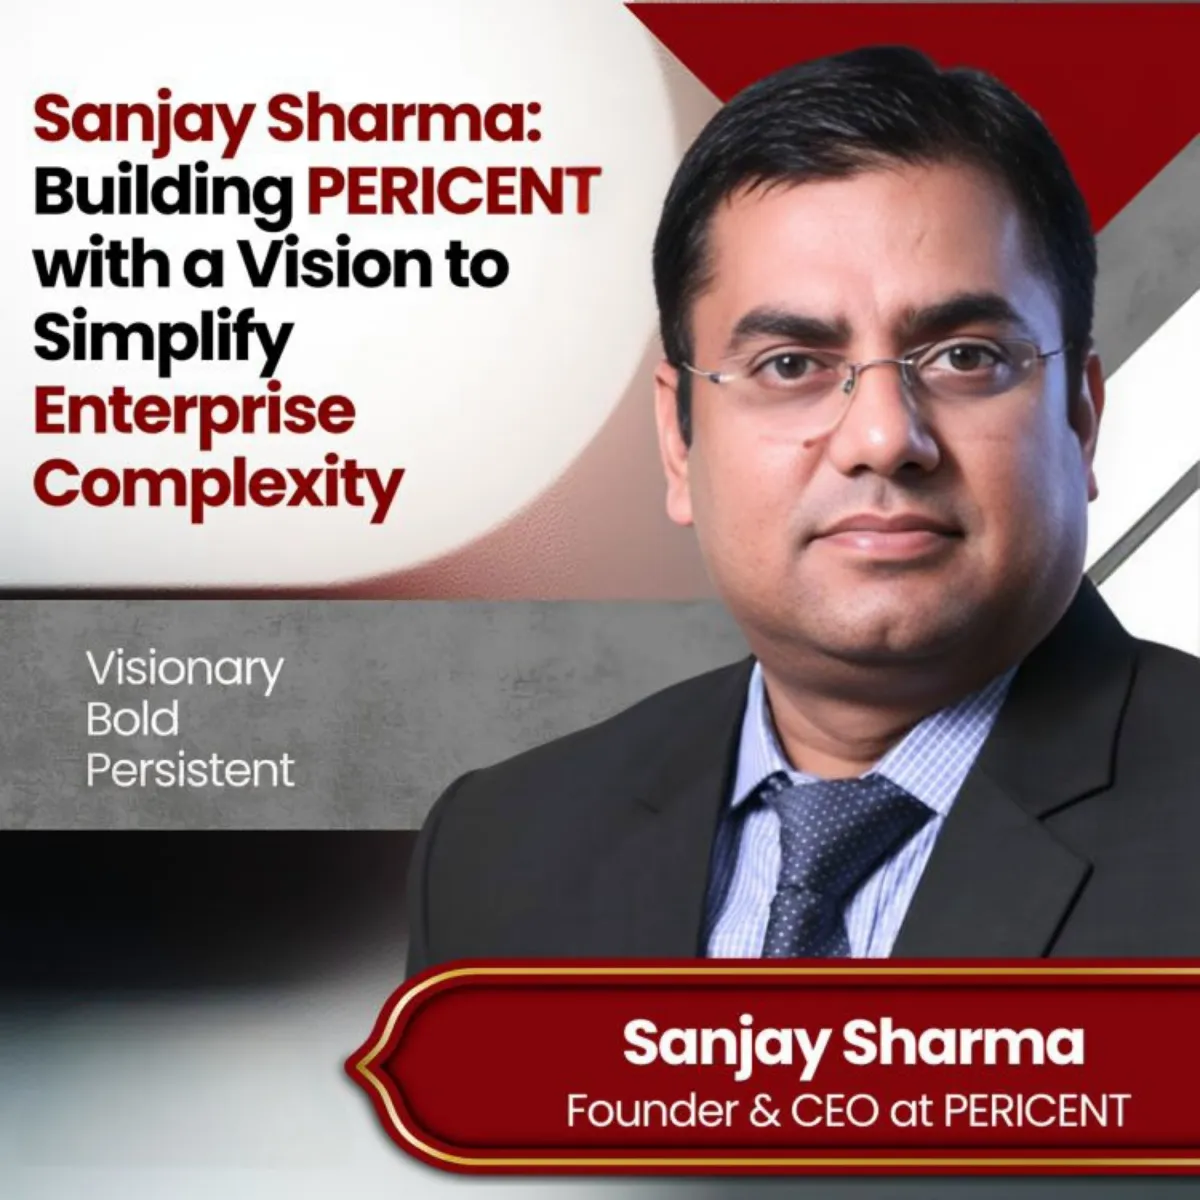 Sanjay Sharma:
Building PERICENT
with a Vision to
Simplify
Enterprise
Complexity
Visionary
Bold
Persistent
Sanjay Sharma
Founder & CEO at PERICENT